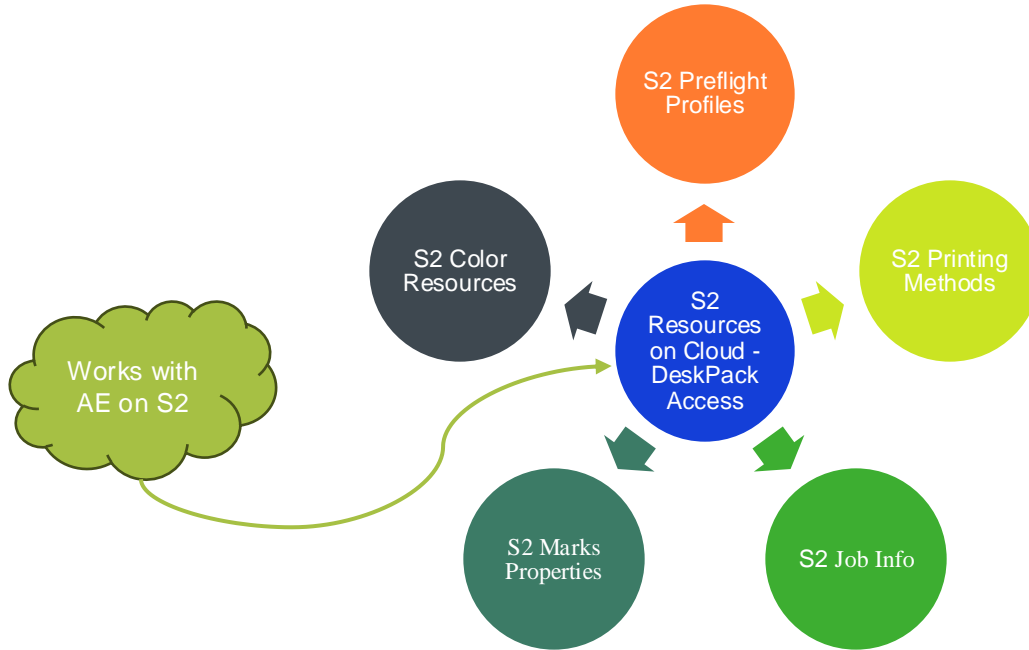 S2 Preflight
Profiles
S2 Color
Resources
S2 Printing
Methods
S2
Resources
on Cloud -
DeskPack
Access
Works with
AE on S2
S2 Marks
Properties
S2 Job Info